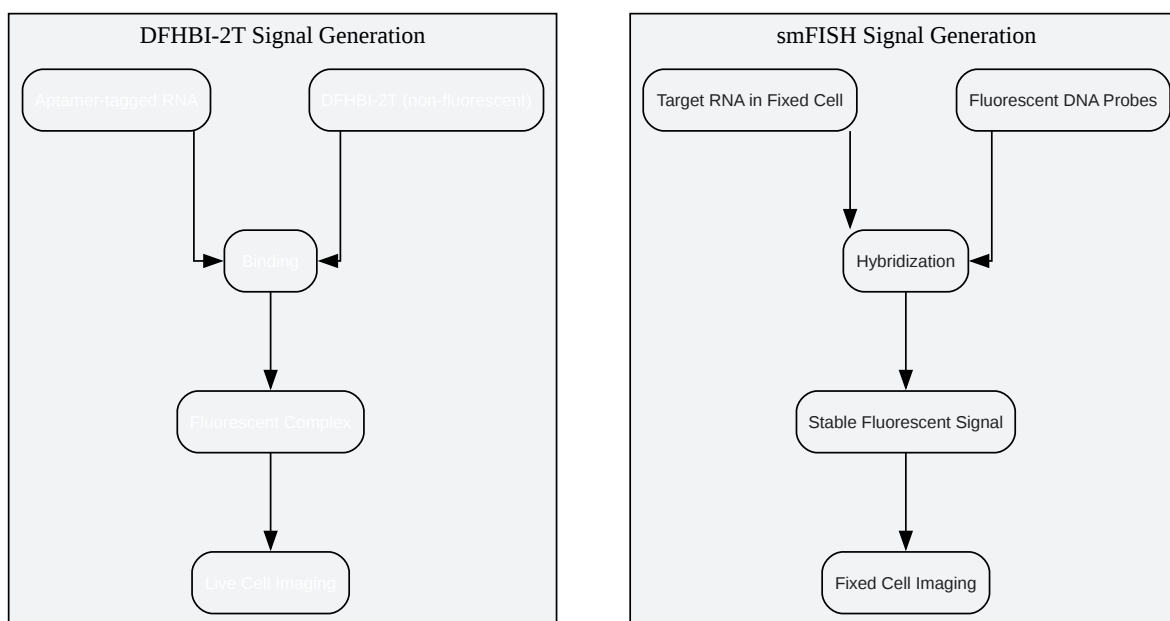 DFHBI-2T Signal Generation
Aptamer-tagged RNA
DFHBI-2T (non-fluorescent)
Binding
Fluorescent Complex
Live Cell Imaging
smFISH Signal Generation
Target RNA in Fixed Cell
Fluorescent DNA Probes
Hybridization
Stable Fluorescent Signal
Fixed Cell Imaging